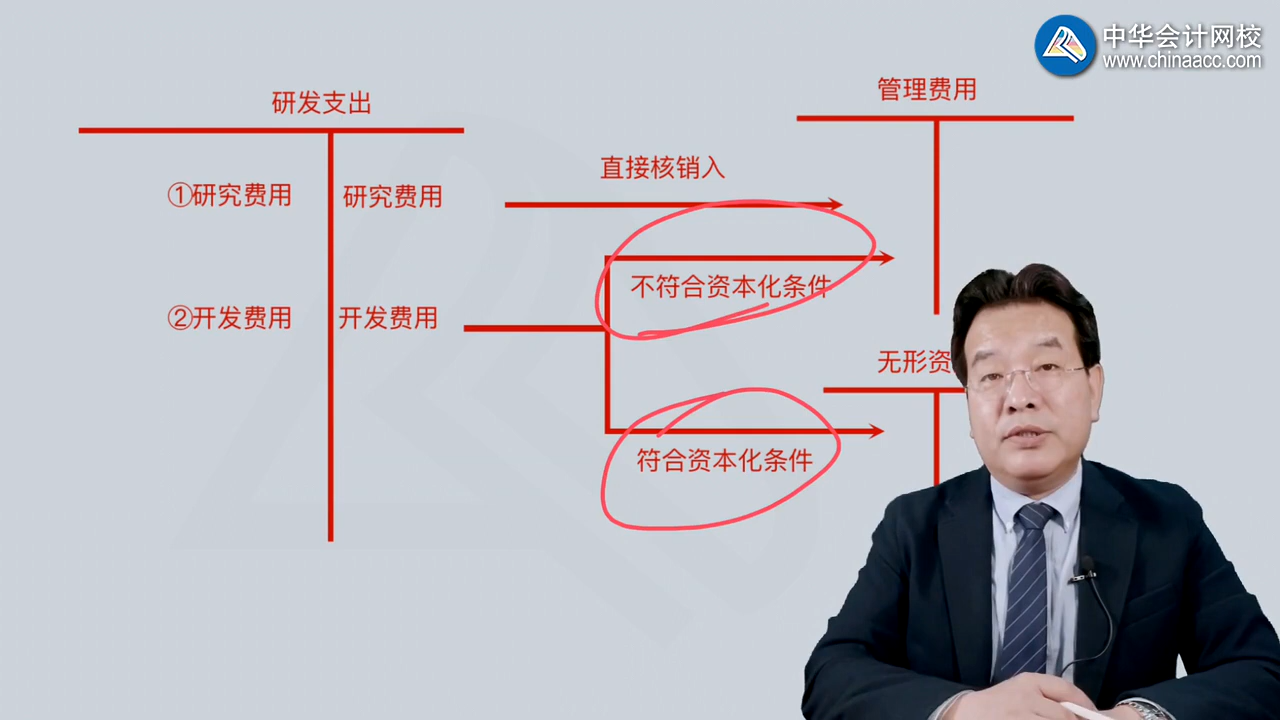 中华会计网校
www.chinaacc.com
研发支出
管理费用
①研究费用
研究费用
直接核销入
不符合资本化条件
②开发费用
开发费用
无形资
符合资本化条件